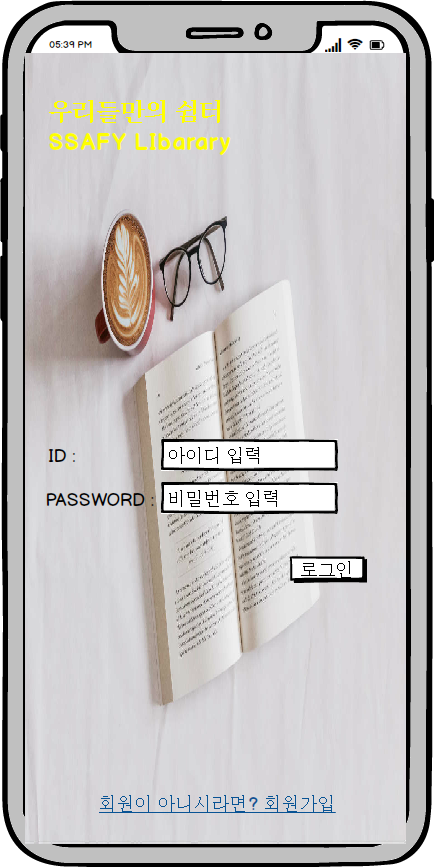 05:39 PM
우리들만의 쉼터
SSAFY LIbarary
ID :
아이디 입력
PASSWORD :
비밀번호 입력
로그인
회원이 아니시라면? 회원가입